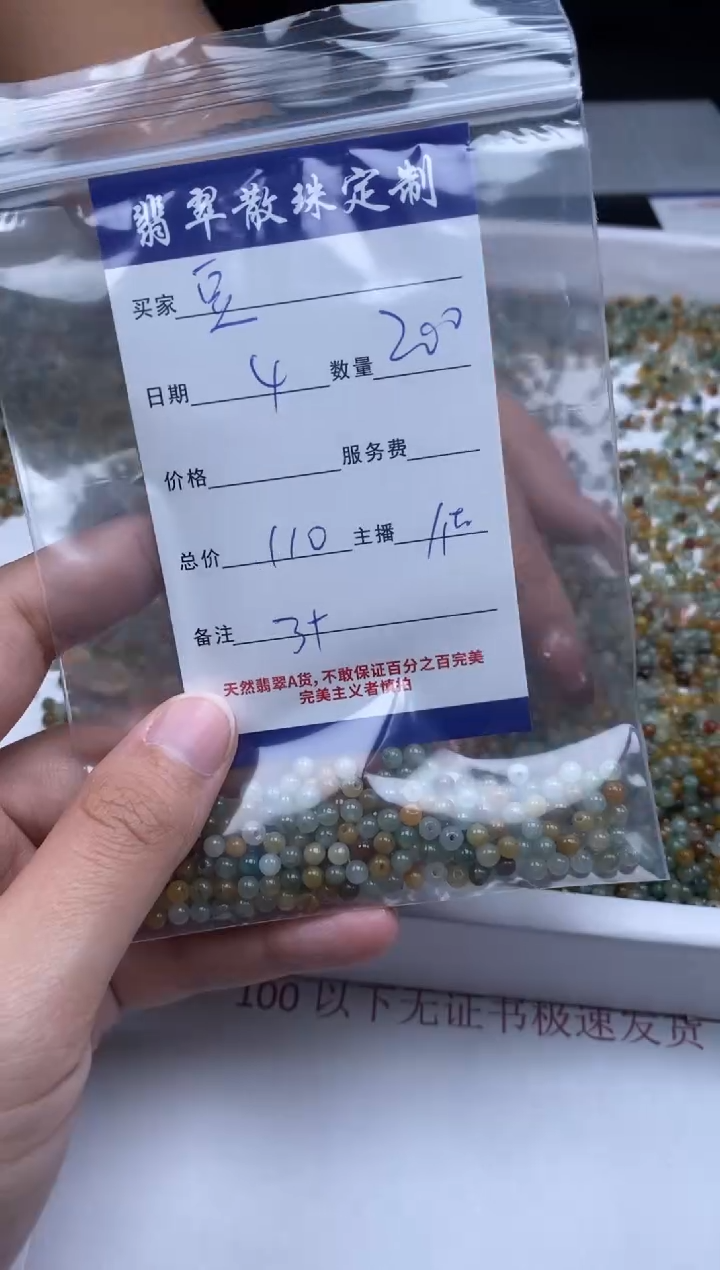 翡翠散珠定制
买家 豆
日期 4 数量 200
价格 服务费
总价 110 主播
备注 3+
天然翡翠A货,不敢保证百分之百完美
完美主义者慎拍
100 以下无证书极速发货